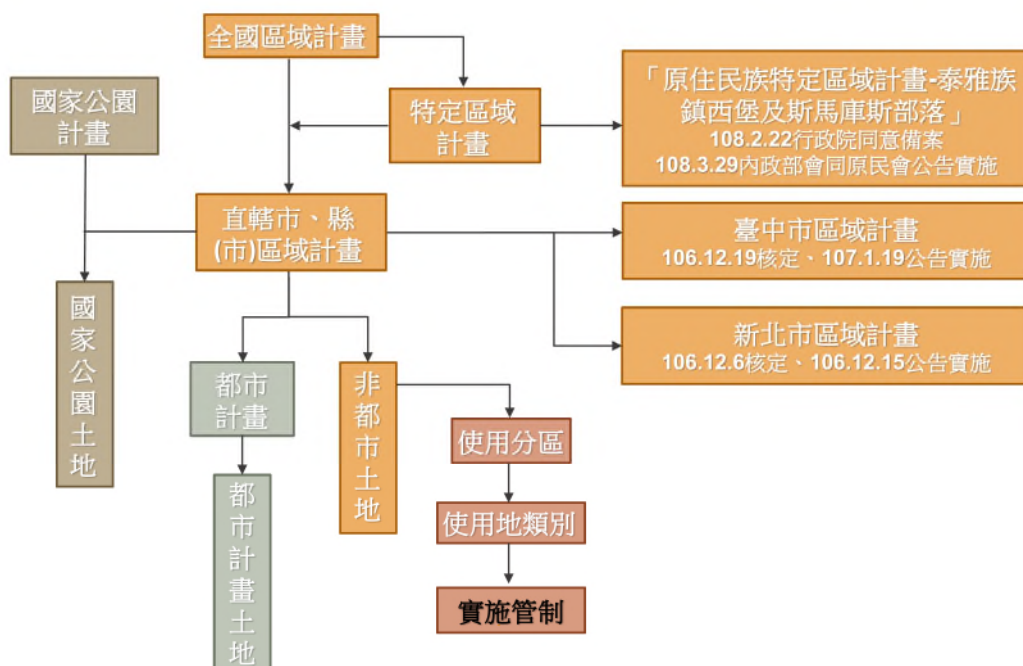 全國區域計畫
國家公園
計畫
特定區域
計畫
「原住民族特定區域計畫-泰雅族
鎮西堡及斯馬庫斯部落」
108.2.22行政院同意備案
108.3.29內政部會同原民會公告實施
直轄市、縣
(市)區域計畫
臺中市區域計畫
106.12.19核定、107.1.19公告實施
新北市區域計畫
106.12.6核定、106.12.15公告實施
國家公園土地
都市
計畫
非都市土地
使用分區
都市計畫土地
使用地類別
實施管制